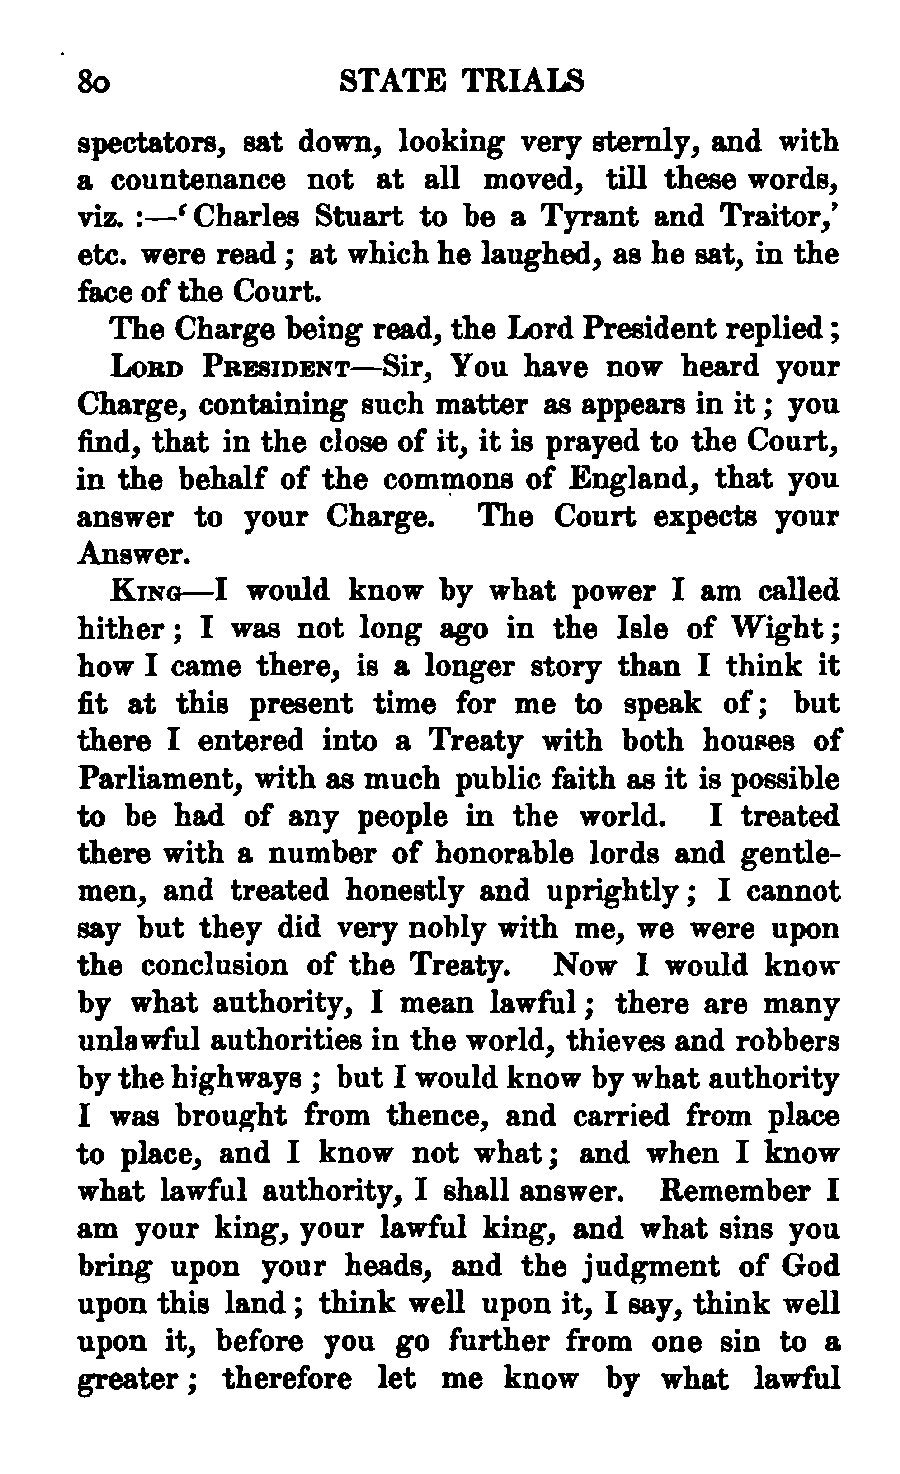 80 STATE TRIALS
spectators, sat down, looking very sternly, and with
a countenance not at all moved, till these words,
viz. :—‘Charles Stuart to be a Tyrant and Traitor,’
etc. were read ; at which he laughed, as he sat, in the
face of the Court.
The Charge being read, the Lord President replied ;
LORD PRESIDENT—Sir, You have now heard your
Charge, containing such matter as appears in it ; you
find, that in the close of it, it is prayed to the Court,
in the behalf of the commons of England, that you
answer to your Charge. The Court expects your
Answer.
KING—I would know by what power I am called
hither ; I was not long ago in the Isle of Wight ;
how I came there, is a longer story than I think it
fit at this present time for me to speak of ; but
there I entered into a Treaty with both houses of
Parliament, with as much public faith as it is possible
to be had of any people in the world. I treated
there with a number of honorable lords and gentle-
men, and treated honestly and uprightly ; I cannot
say but they did very nobly with me, we were upon
the conclusion of the Treaty. Now I would know
by what authority, I mean lawful ; there are many
unlawful authorities in the world, thieves and robbers
by the highways ; but I would know by what authority
I was brought from thence, and carried from place
to place, and I know not what ; and when I know
what lawful authority, I shall answer. Remember I
am your king, your lawful king, and what sins you
bring upon your heads, and the judgment of God
upon this land ; think well upon it, I say, think well
upon it, before you go further from one sin to a
greater ; therefore let me know by what lawful